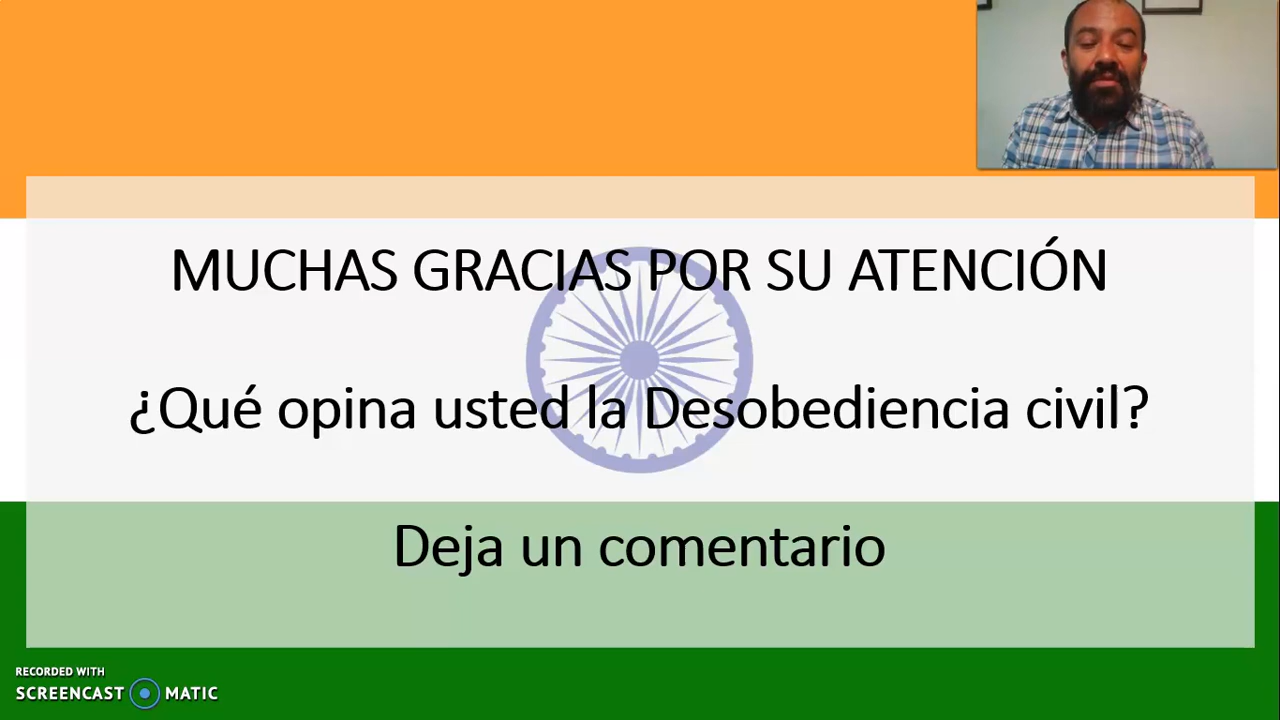 MUCHAS GRACIAS POR SU ATENCIÓN
¿Qué opina usted la Desobediencia civil?
Deja un comentario
RECORDED WITH
SCREENCAST MATIC